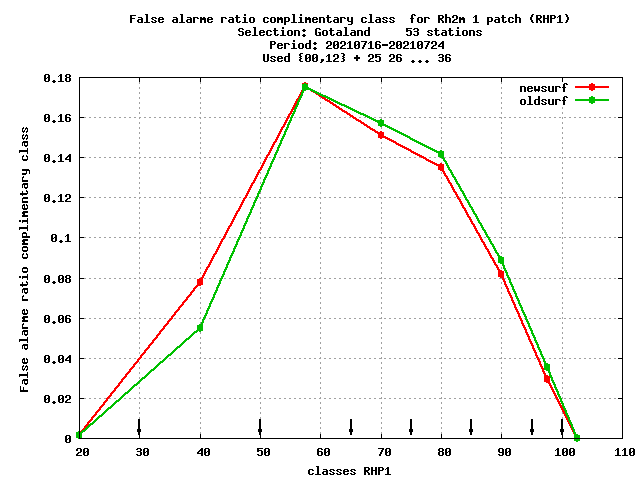 False alarme ratio complimentary class  for Rh2m 1 patch (RHP1)
Selection: Gotaland     53 stations
Period: 20210716-20210724
Used {00,12} + 25 26 ... 36
newsurf
oldsurf
0.18
0.16
0.14
0.12
0.1
0.08
0.06
0.04
0.02
0
False alarme ratio complimentary class
20 30 40 50 60 70 80 90 100 110
classes RHP1